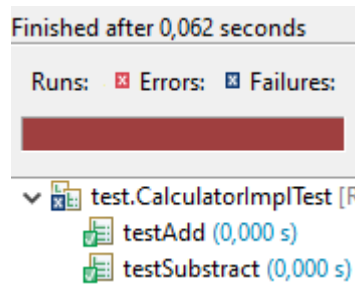 Finished after 0,062 seconds
Runs: Errors: Failures:
test.CalculatorImplTest [R
testAdd (0,000 s)
testSubstract (0,000 s)